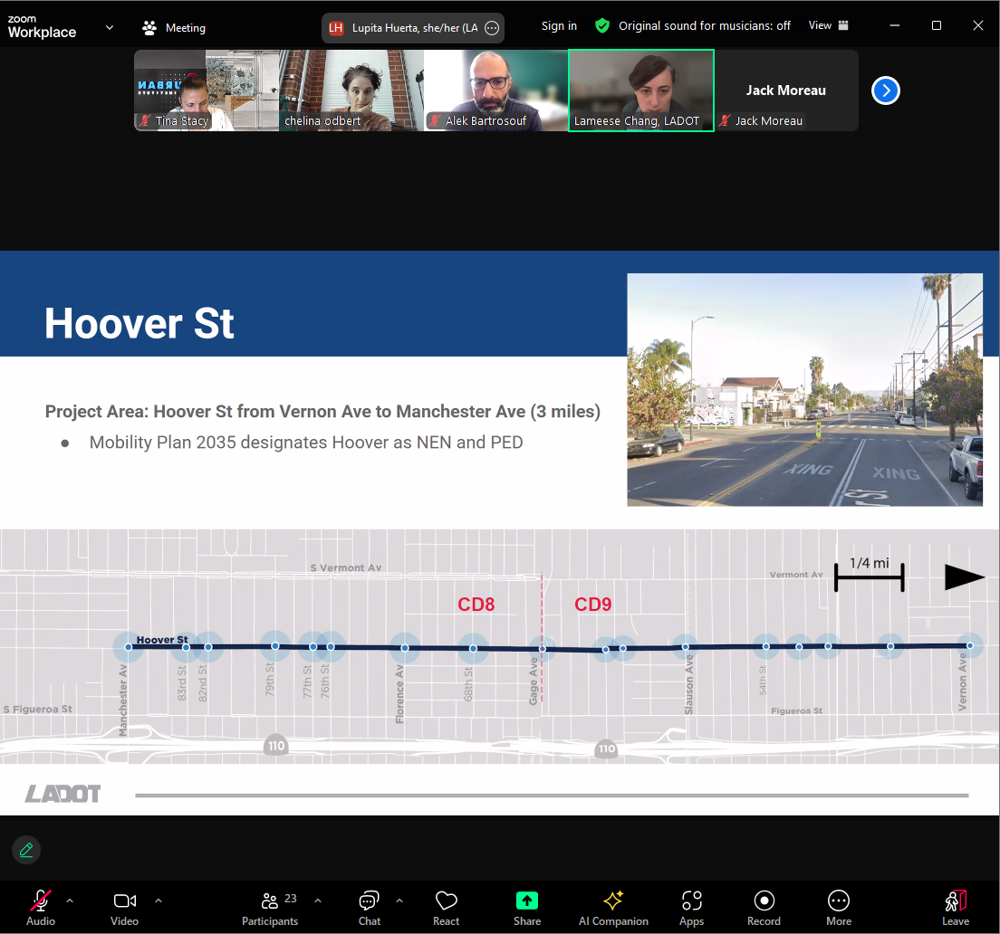 zoom
Workplace
Meeting
LH Lupita Huerta, she/her (LA
Sign in
Original sound for musicians: off
View
URBAN
Tina Stacy
chelina odbert
Alek Bartrosouf
Lameese Chang, LADOT
Jack Moreau
Jack Moreau
Hoover St
Project Area: Hoover St from Vernon Ave to Manchester Ave (3 miles)
● Mobility Plan 2035 designates Hoover as NEN and PED
XING XING
S Vermont Av
Vermont Av
1/4 mi
CD8
CD9
Hoover St
Manchester Av
83rd St
82nd St
79th St
77th St
76th St
Florence Av
68th St
Gage Ave
Slauson Ave
54th St
Vernon Ave
S Figueroa St
Figueroa St
110
110
LADOT
Audio
Video
23
Participants
Chat
React
Share
AI Companion
Apps
Record
More
Leave